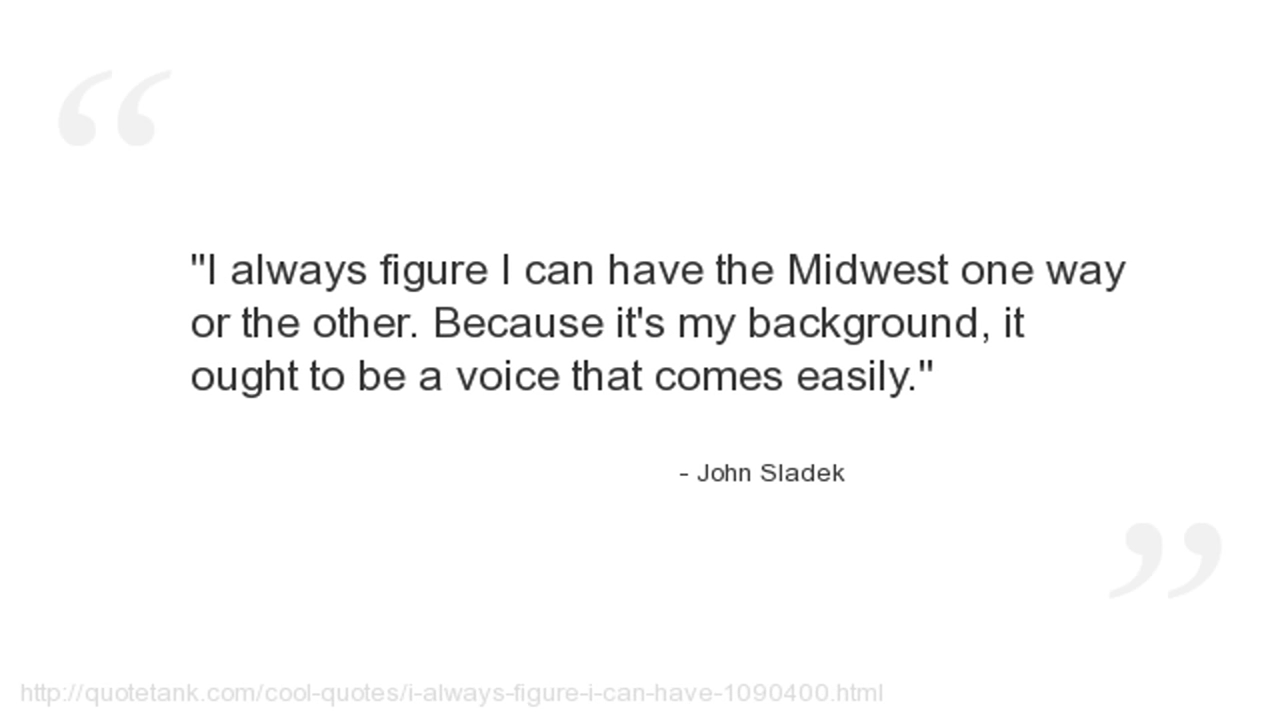 "I always figure I can have the Midwest one way
or the other. Because it's my background, it
ought to be a voice that comes easily."
- John Sladek
http://quotetank.com/cool-quotes/i-always-figure-i-can-have-1090400.html